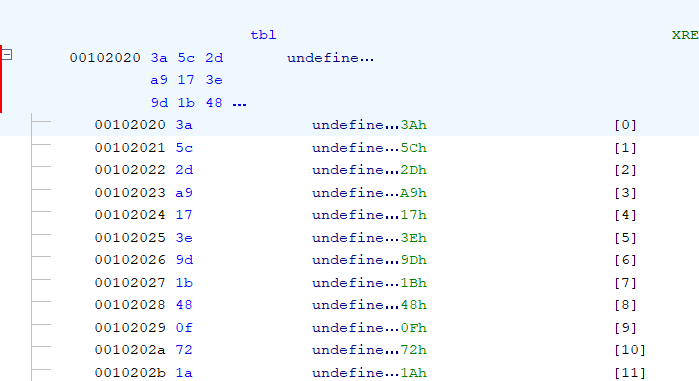 tbl XRE
00102020 3a 5c 2d undefine...
a9 17 3e
9d 1b 48 ...
00102020 3a undefine...3Ah [0]
00102021 5c undefine...5Ch [1]
00102022 2d undefine...2Dh [2]
00102023 a9 undefine...A9h [3]
00102024 17 undefine...17h [4]
00102025 3e undefine...3Eh [5]
00102026 9d undefine...9Dh [6]
00102027 1b undefine...1Bh [7]
00102028 48 undefine...48h [8]
00102029 0f undefine...0Fh [9]
0010202a 72 undefine...72h [10]
0010202b 1a undefine...1Ah [11]